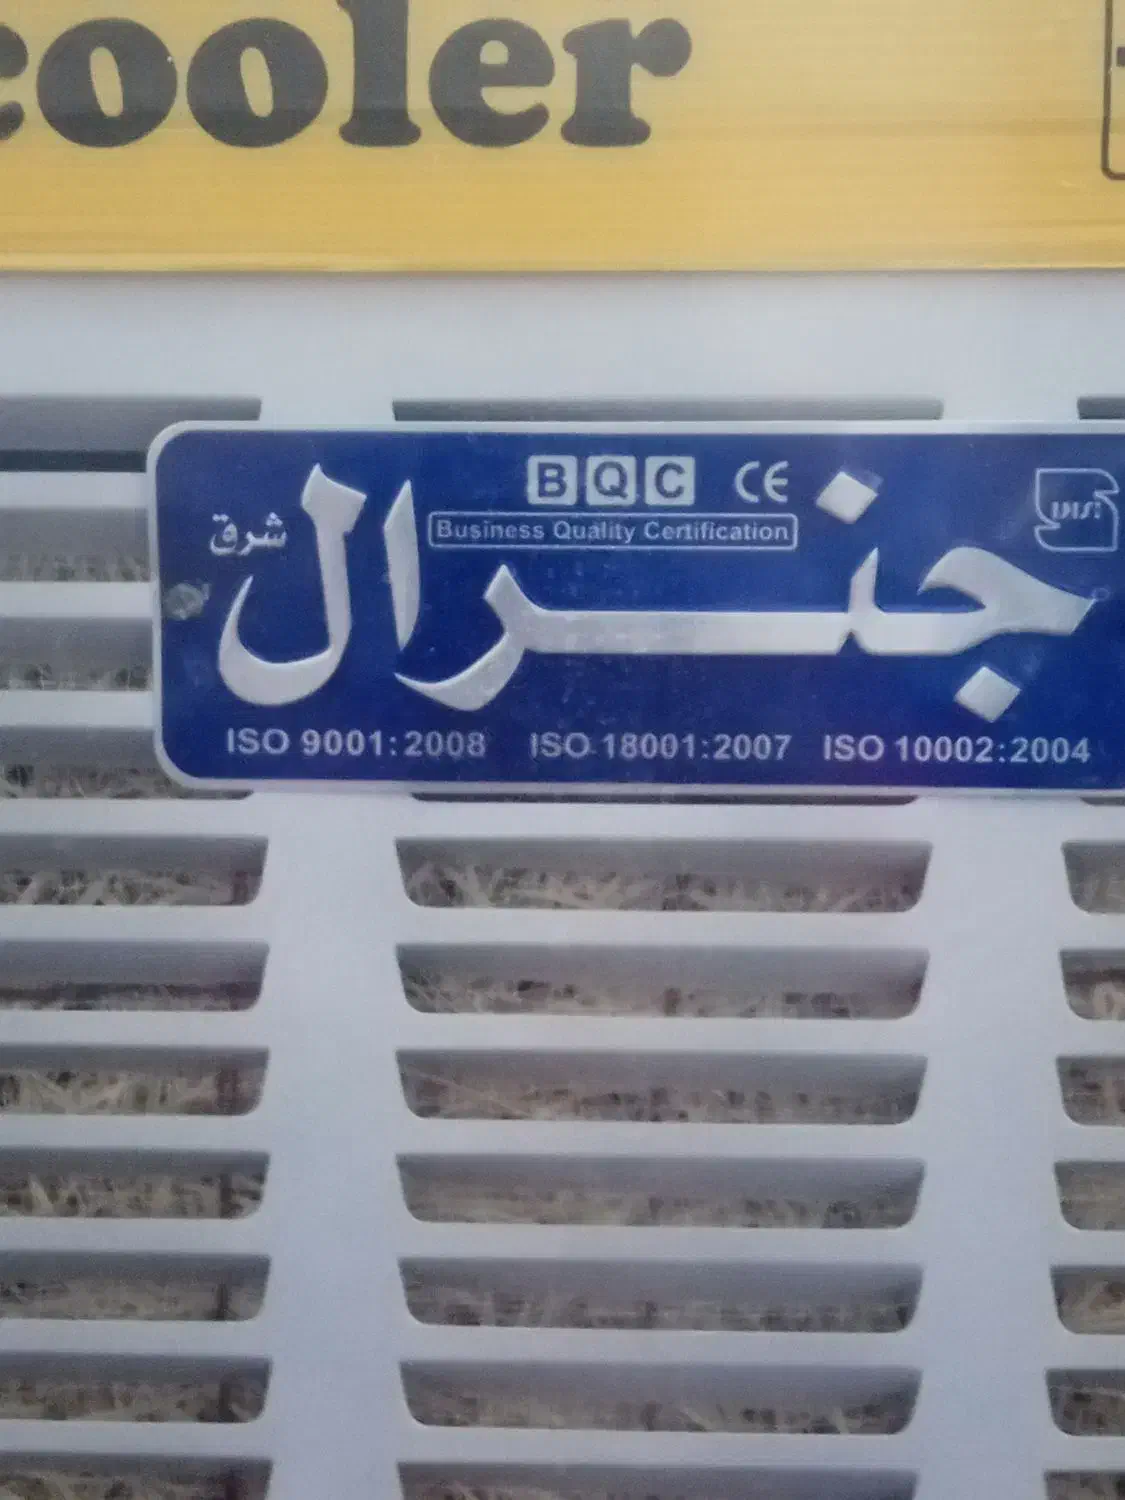 cooler
BQC CE
Business Quality Certification
جنرال شرق
ISO 9001:2008 ISO 18001:2007 ISO 10002:2004